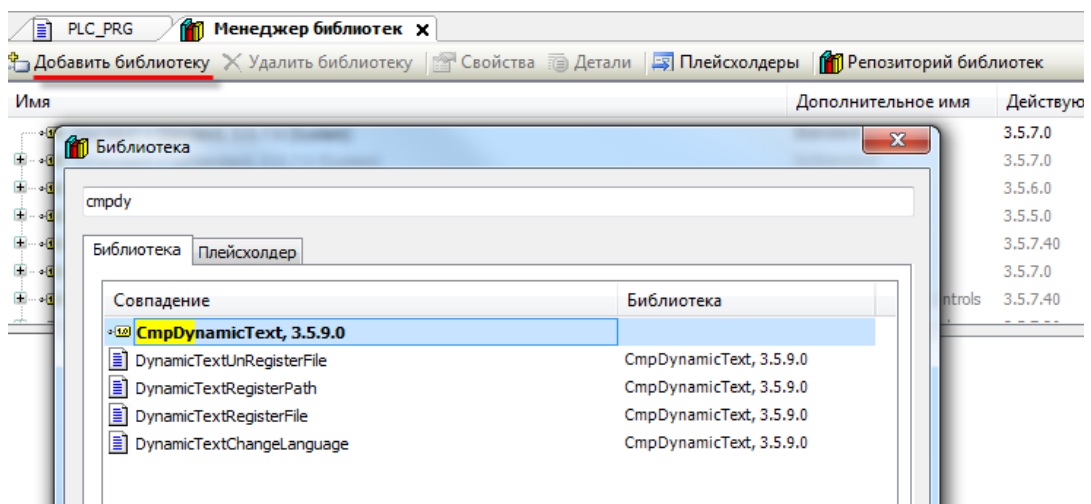 PLC_PRG Менеджер библиотек x
Добавить библиотеку Удалить библиотеку Свойства Детали Плейсхолдеры Репозиторий библиотек
Имя Дополнительное имя Действую
Библиотека 3.5.7.0
3.5.7.0
cmpdy 3.5.6.0
3.5.5.0
Библиотека Плейсхолдер 3.5.7.40
3.5.7.0
Совпадение Библиотека ntrols 3.5.7.40
CmpDynamicText, 3.5.9.0
DynamicTextUnRegisterFile CmpDynamicText, 3.5.9.0
DynamicTextRegisterPath CmpDynamicText, 3.5.9.0
DynamicTextRegisterFile CmpDynamicText, 3.5.9.0
DynamicTextChangeLanguage CmpDynamicText, 3.5.9.0